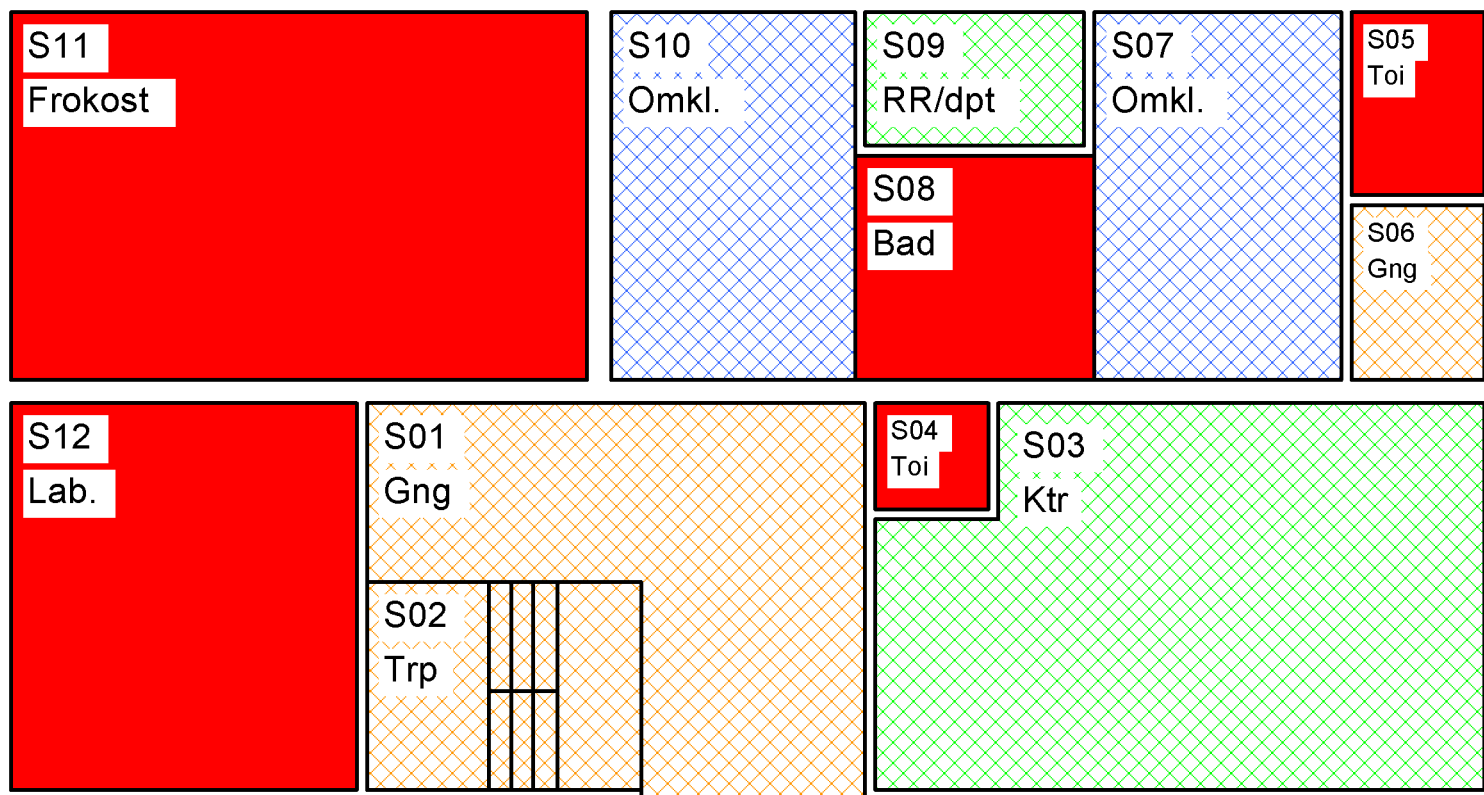 S11
Frokost
S10
Omkl.
S09
RR/dpt
S07
Omkl.
S05
Toi
S08
Bad
S06
Gng
S12
Lab.
S01
Gng
S04
Toi
S03
Ktr
S02
Trp